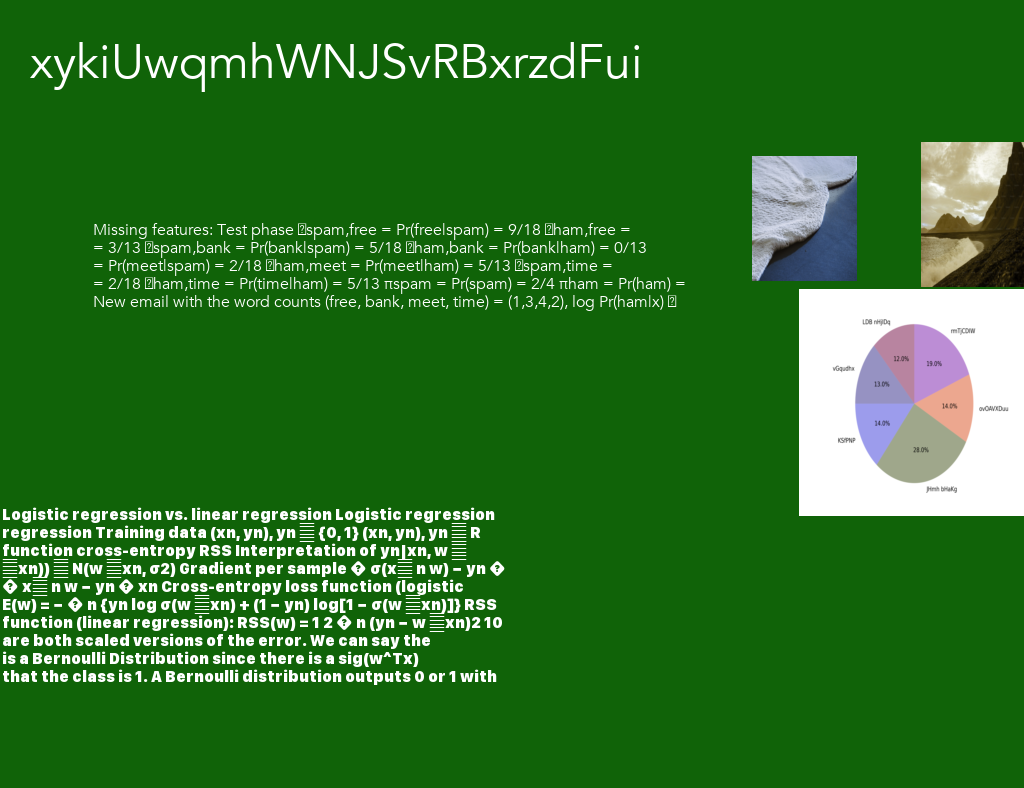 xykiUwqmhWNJSvRBxrzdFui
Missing features: Test phase spam,free = Pr(free|spam) = 9/18 ham,free =
= 3/13 spam,bank = Pr(bank|spam) = 5/18 ham,bank = Pr(bank|ham) = 0/13
= Pr(meet|spam) = 2/18 ham,meet = Pr(meet|ham) = 5/13 spam,time =
= 2/18 ham,time = Pr(time|ham) = 5/13 πspam = Pr(spam) = 2/4 πham = Pr(ham) =
New email with the word counts (free, bank, meet, time) = (1,3,4,2), log Pr(ham|x)
LDB nHJIDq
rmTjCDIW
12.0%
19.0%
vGqudhx
13.0%
14.0%
ovOAVXDuu
14.0%
KSfPNP
28.0%
JHmh bHaKg
Logistic regression vs. linear regression Logistic regression
regression Training data (xn, yn), yn {0, 1} (xn, yn), yn R
function cross-entropy RSS Interpretation of yn|xn, w
xn)) N(w xn, σ2) Gradient per sample � σ(x n w) − yn �
� x n w − yn � xn Cross-entropy loss function (logistic
E(w) = − � n {yn log σ(w xn) + (1 − yn) log[1 − σ(w xn)]} RSS
function (linear regression): RSS(w) = 1 2 � n (yn − w xn)2 10
are both scaled versions of the error. We can say the
is a Bernoulli Distribution since there is a sig(w^Tx)
that the class is 1. A Bernoulli distribution outputs 0 or 1 with